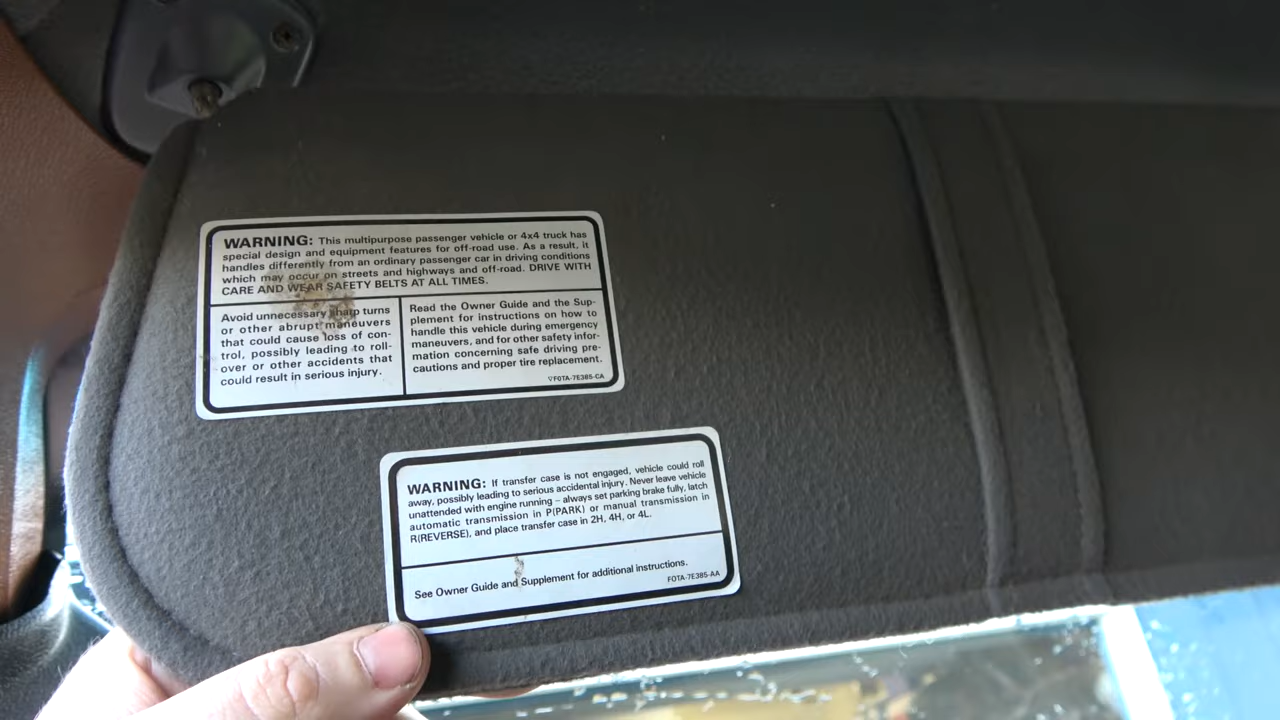 WARNING: This multipurpose passenger vehicle or 4x4 truck has
special design and equipment features for off-road use. As a result, it
handles differently from an ordinary passenger car in driving conditions
which may occur on streets and highways and off-road. DRIVE WITH
CARE AND WEAR SAFETY BELTS AT ALL TIMES.
Avoid unnecessary sharp turns
or other abrupt maneuvers
that could cause loss of con-
trol, possibly leading to roll-
over or other accidents that
could result in serious injury.
Read the Owner Guide and the Sup-
plement for instructions on how to
handle this vehicle during emergency
maneuvers, and for other safety infor-
mation concerning safe driving pre-
cautions and proper tire replacement.
VFOTA-7E385-CA
WARNING: If transfer case is not engaged, vehicle could roll
away, possibly leading to serious accidental injury. Never leave vehicle
unattended with engine running – always set parking brake fully, latch
automatic transmission in P(PARK) or manual transmission in
R(REVERSE), and place transfer case in 2H, 4H, or 4L.
See Owner Guide and Supplement for additional instructions.
FOTA-7E385-AA